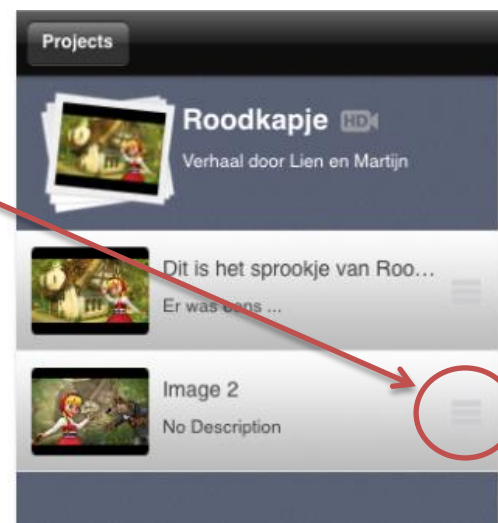 Projects
Roodkapje HD
Verhaal door Lien en Martijn
Dit is het sprookje van Roo...
Er was eens ...
Image 2
No Description